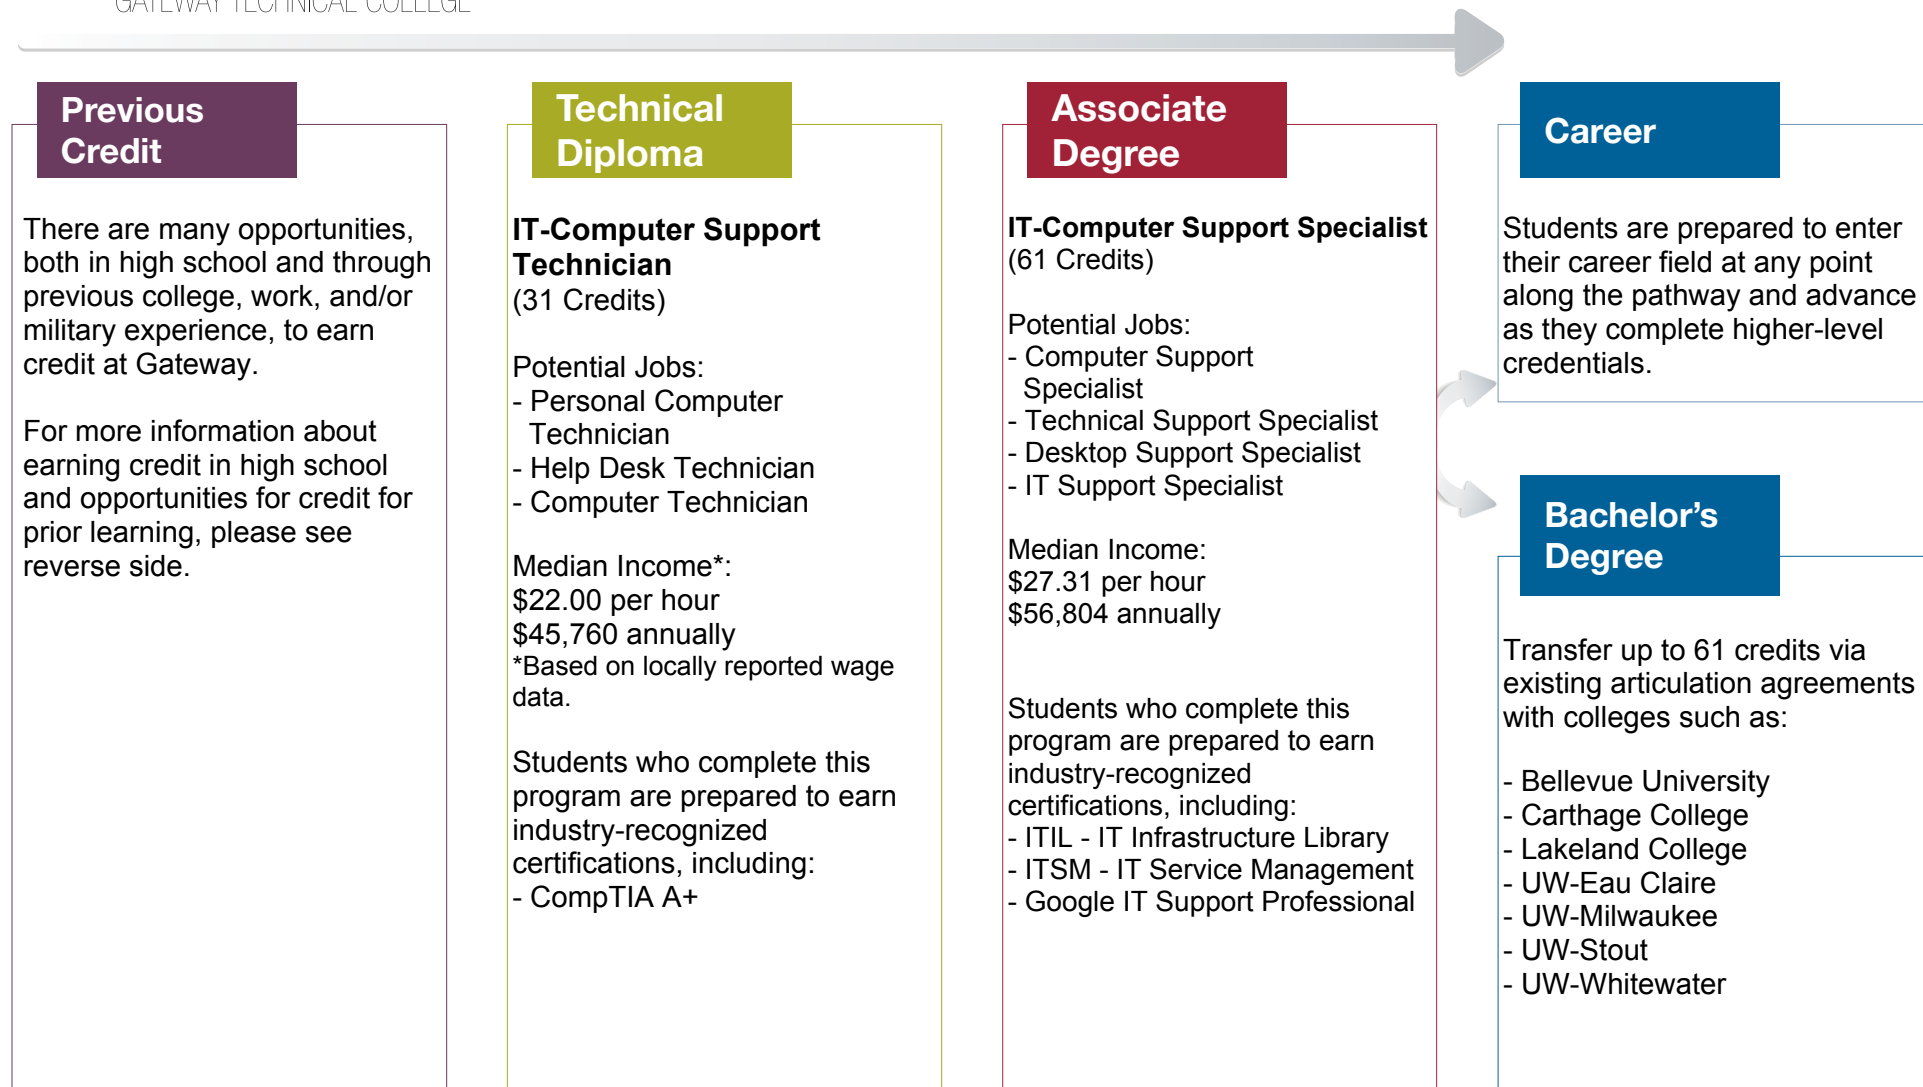 GATEWAY TECHNICAL COLLEGE
Previous
Credit
There are many opportunities,
both in high school and through
previous college, work, and/or
military experience, to earn
credit at Gateway.
For more information about
earning credit in high school
and opportunities for credit for
prior learning, please see
reverse side.
Technical
Diploma
IT-Computer Support
Technician
(31 Credits)
Potential Jobs:
- Personal Computer
Technician
- Help Desk Technician
- Computer Technician
Median Income*:
$22.00 per hour
$45,760 annually
*Based on locally reported wage
data.
Students who complete this
program are prepared to earn
industry-recognized
certifications, including:
- CompTIA A+
Associate
Degree
IT-Computer Support Specialist
(61 Credits)
Potential Jobs:
- Computer Support
Specialist
- Technical Support Specialist
- Desktop Support Specialist
- IT Support Specialist
Median Income:
$27.31 per hour
$56,804 annually
Students who complete this
program are prepared to earn
industry-recognized
certifications, including:
- ITIL - IT Infrastructure Library
- ITSM - IT Service Management
- Google IT Support Professional
Career
Students are prepared to enter
their career field at any point
along the pathway and advance
as they complete higher-level
credentials.
Bachelor's
Degree
Transfer up to 61 credits via
existing articulation agreements
with colleges such as:
- Bellevue University
- Carthage College
- Lakeland College
- UW-Eau Claire
- UW-Milwaukee
- UW-Stout
- UW-Whitewater